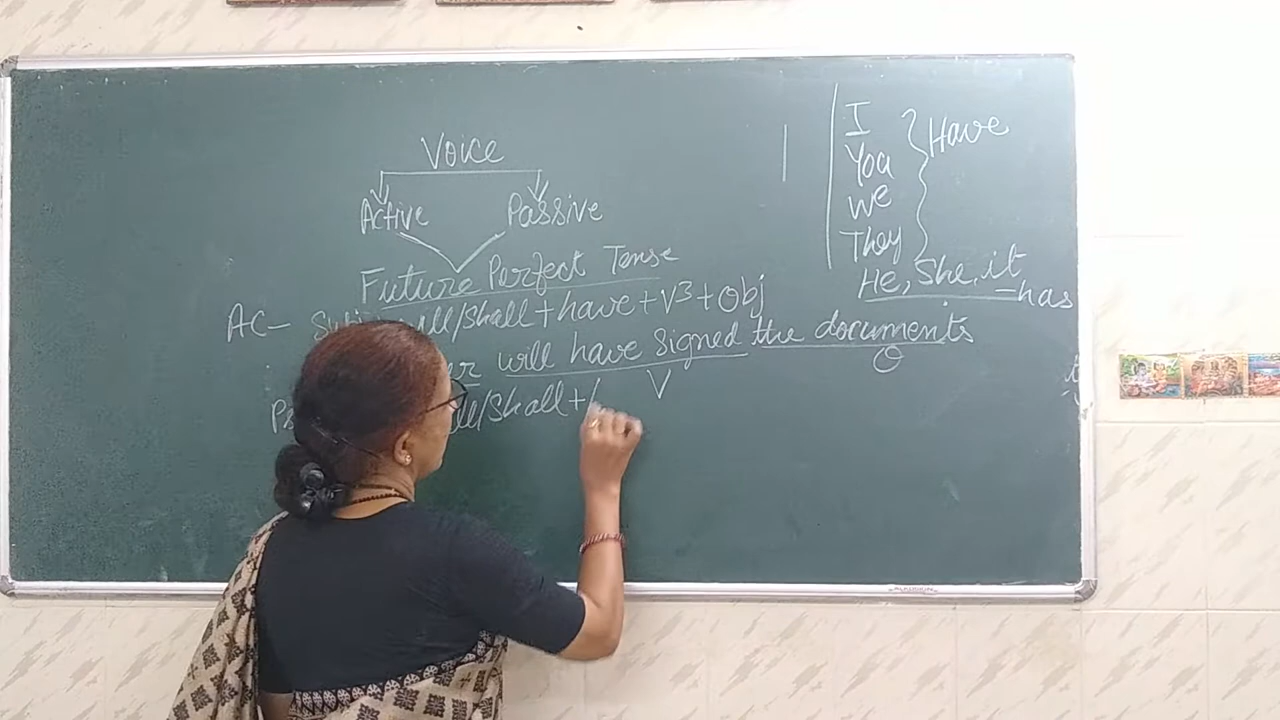 Voice
Active Passive
Future Perfect Tense
AC- will/Shall + have + V³ + Obj
will have signed the documents
V O
/Shall +
I
You
We
They
Have
He, She, it
-has